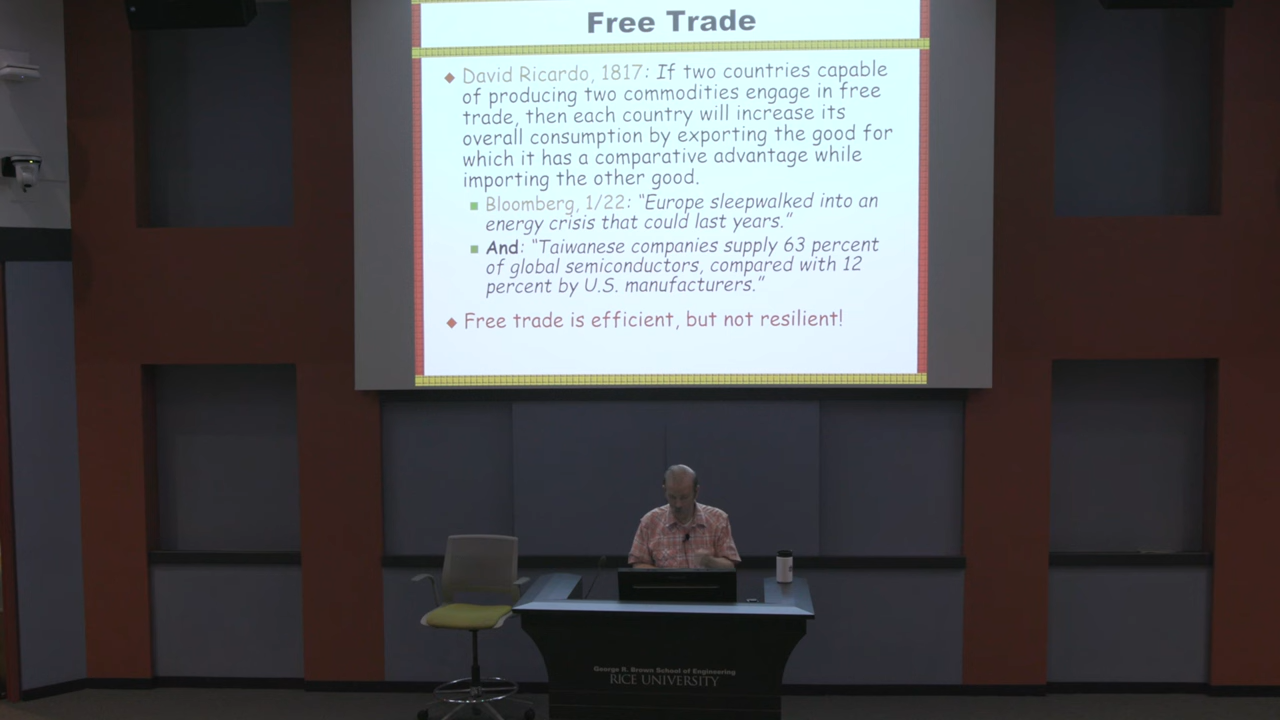 Free Trade
David Ricardo, 1817: If two countries capable
of producing two commodities engage in free
trade, then each country will increase its
overall consumption by exporting the good for
which it has a comparative advantage while
importing the other good.
Bloomberg, 1/22: “Europe sleepwalked into an
energy crisis that could last years.”
And: “Taiwanese companies supply 63 percent
of global semiconductors, compared with 12
percent by U.S. manufacturers.”
Free trade is efficient, but not resilient!
George R. Brown School of Engineering
RICE UNIVERSITY